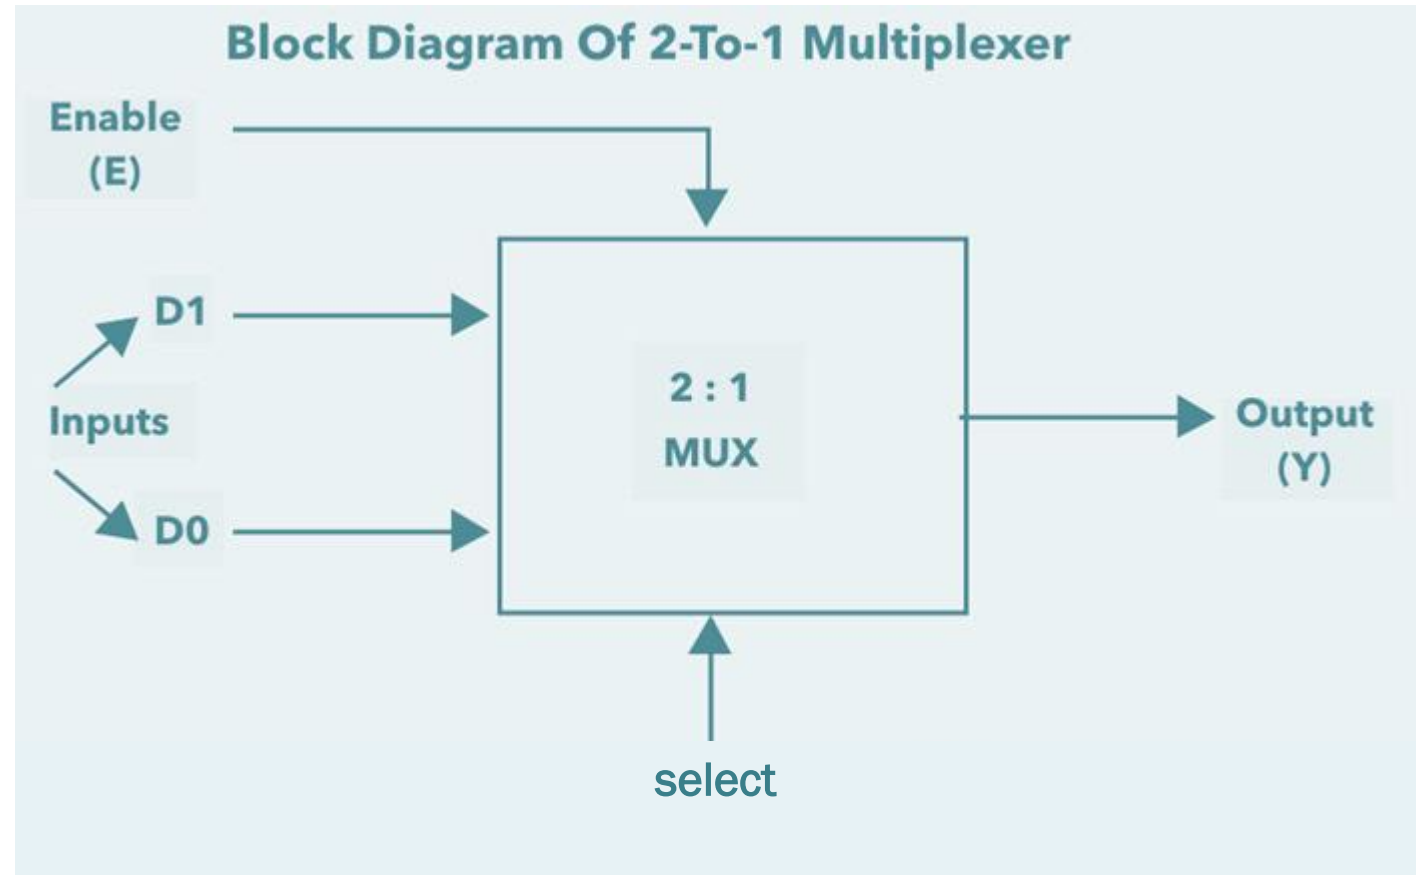 Block Diagram Of 2-To-1 Multiplexer
Enable
(E)
D1
Inputs
D0
2 : 1
MUX
Output
(Y)
select